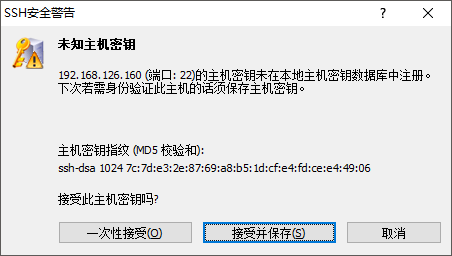 SSH安全警告
未知主机密钥
192.168.126.160 (端口: 22)的主机密钥未在本地主机密钥数据库中注册。
下次若需身份验证此主机的话须保存主机密钥。
主机密钥指纹 (MD5 校验和):
ssh-dsa 1024 7c:7d:e3:2e:87:69:a8:b5:1d:cf:e4:fd:ce:e4:49:06
接受此主机密钥吗?
一次性接受(O) 接受并保存(S) 取消